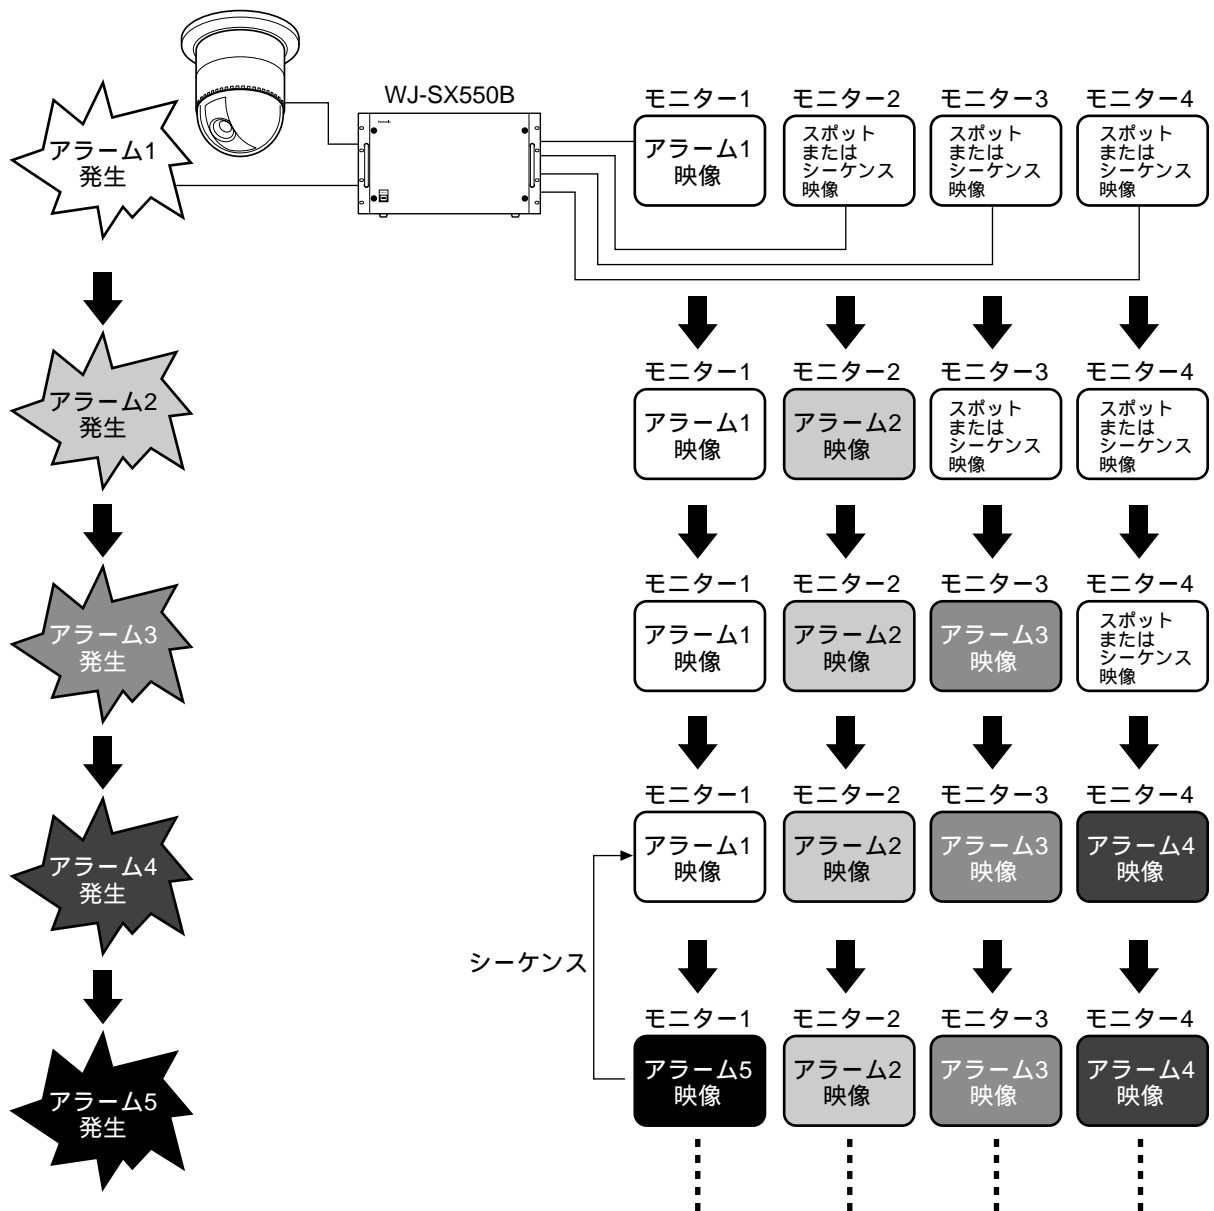 WJ-SX550B
アラーム1
発生
モニター1
アラーム1
映像
モニター2
スポット
または
シーケンス
映像
モニター3
スポット
または
シーケンス
映像
モニター4
スポット
または
シーケンス
映像
アラーム2
発生
モニター1
アラーム1
映像
モニター2
アラーム2
映像
モニター3
スポット
または
シーケンス
映像
モニター4
スポット
または
シーケンス
映像
アラーム3
発生
モニター1
アラーム1
映像
モニター2
アラーム2
映像
モニター3
アラーム3
映像
モニター4
スポット
または
シーケンス
映像
アラーム4
発生
モニター1
アラーム1
映像
モニター2
アラーム2
映像
モニター3
アラーム3
映像
モニター4
アラーム4
映像
シーケンス
アラーム5
発生
モニター1
アラーム5
映像
モニター2
アラーム2
映像
モニター3
アラーム3
映像
モニター4
アラーム4
映像